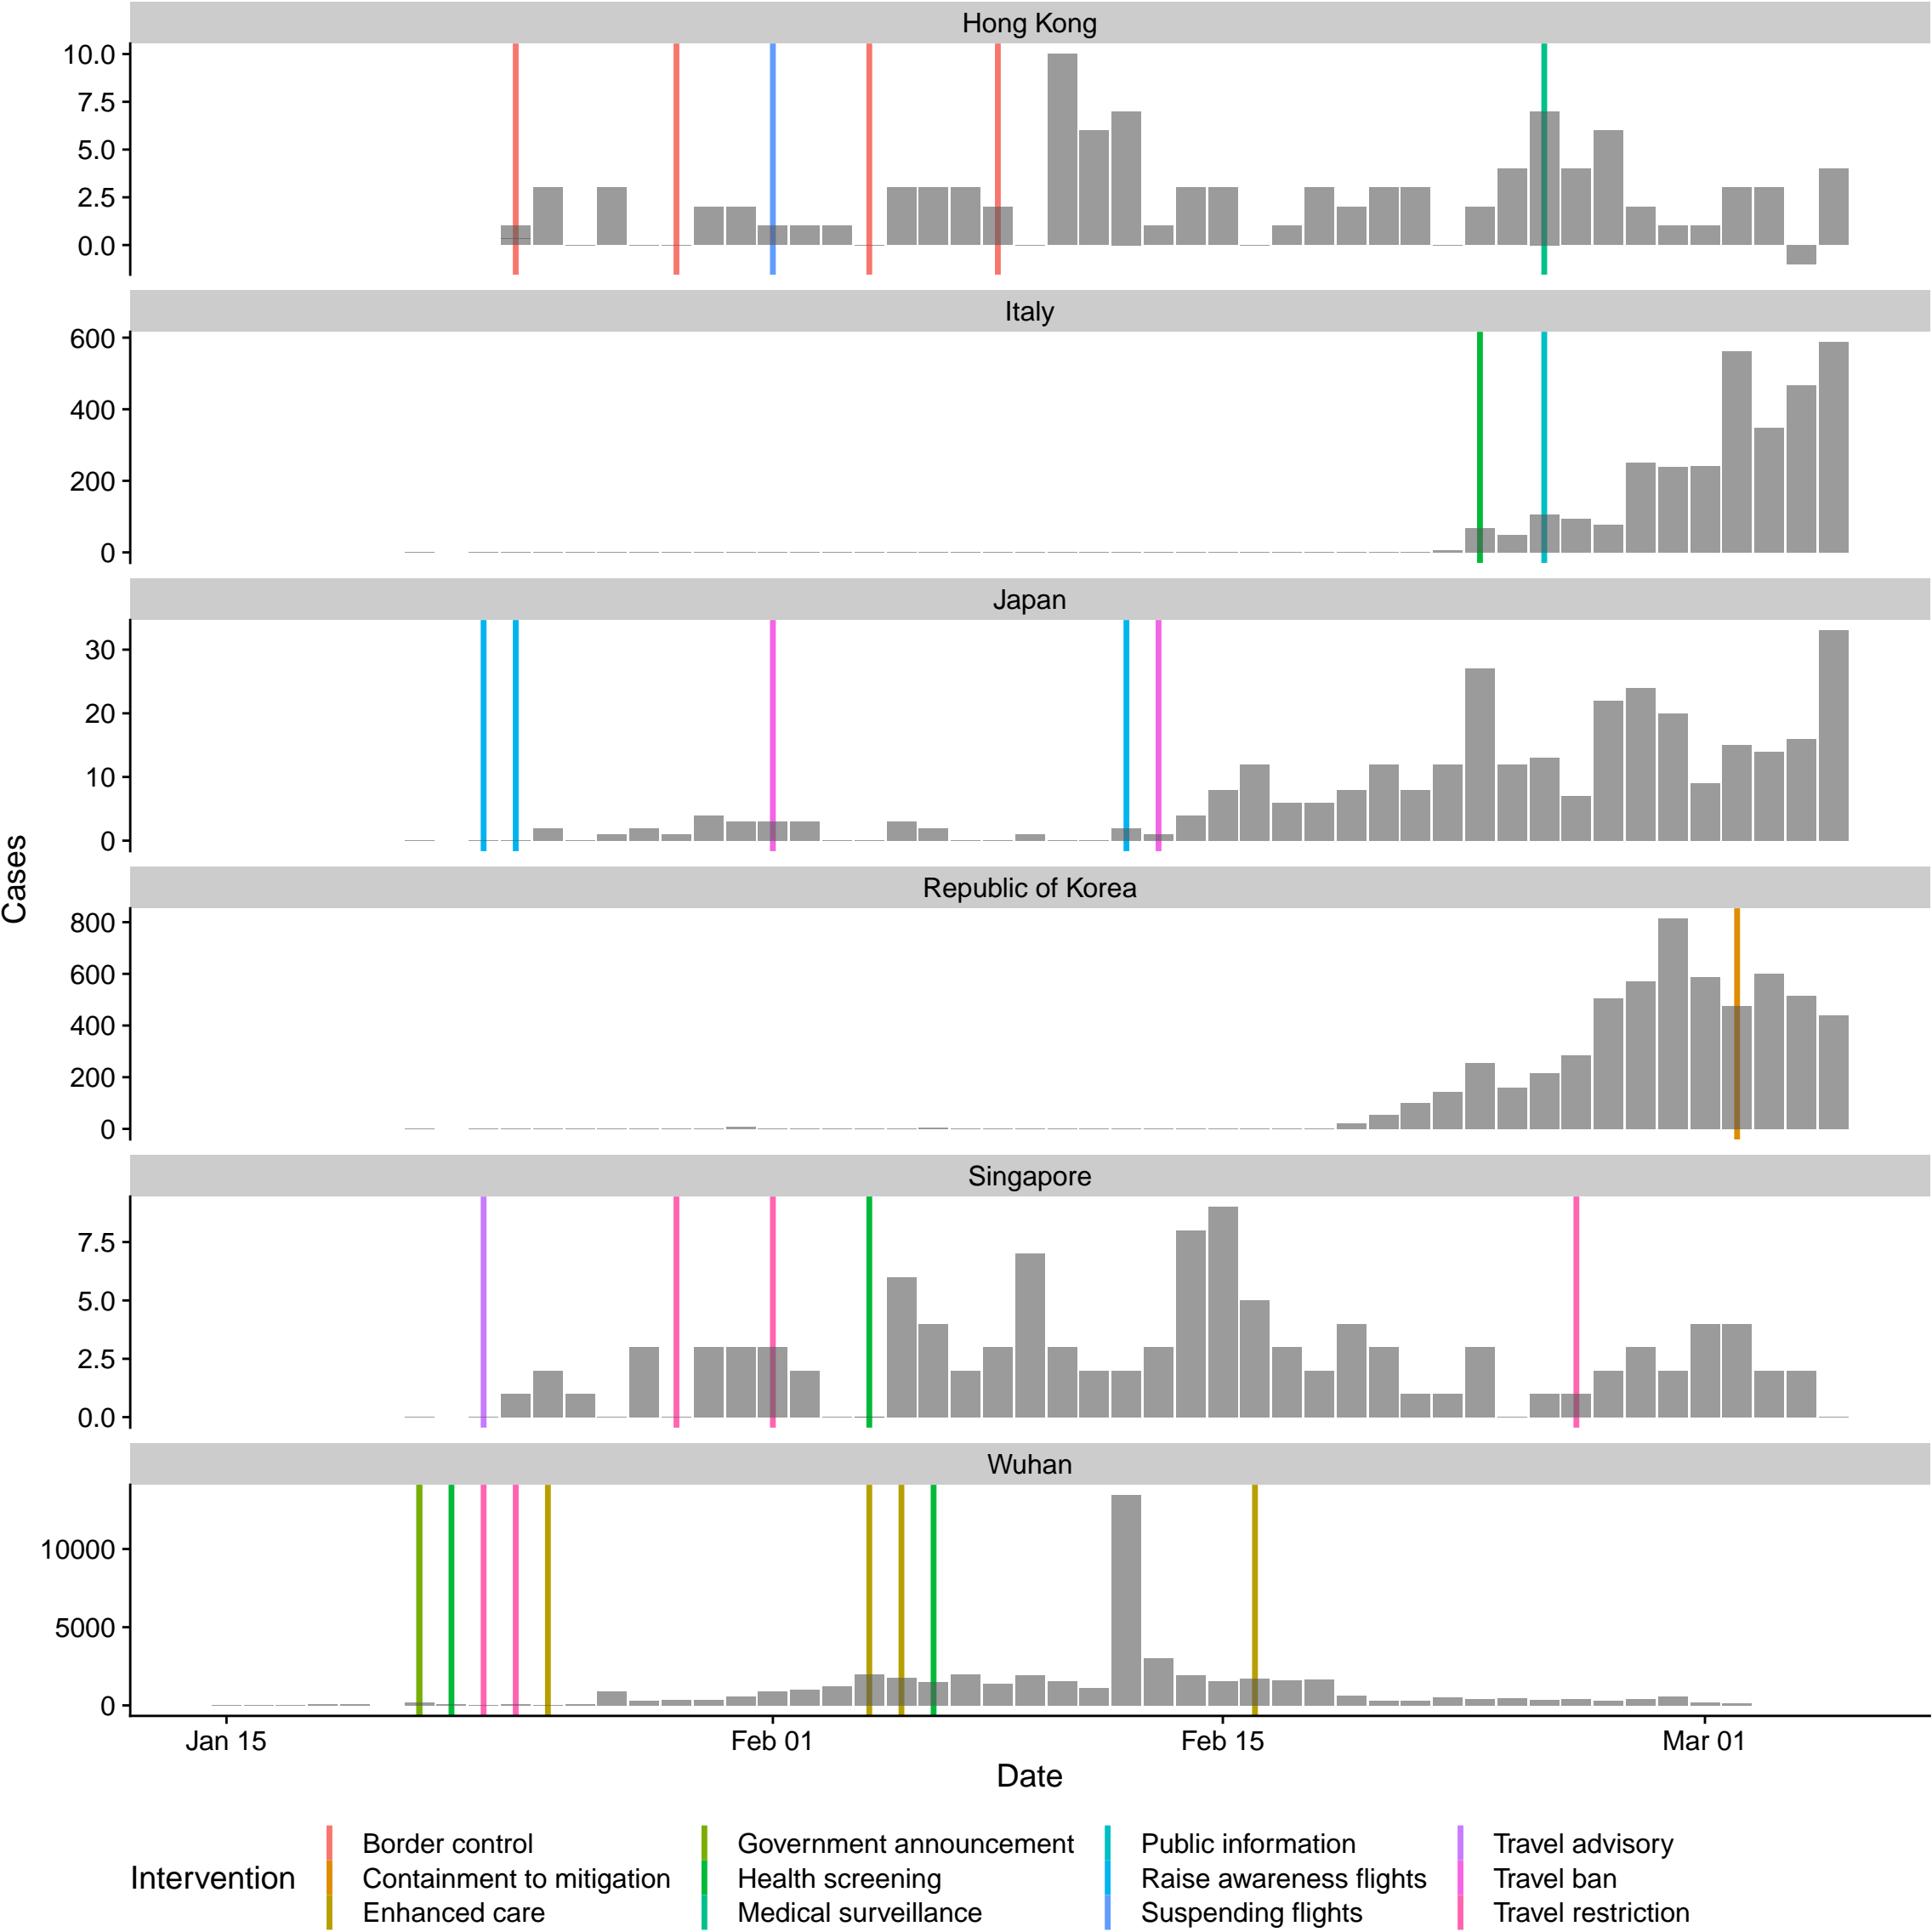 Hong Kong
10.0
7.5
5.0
2.5
0.0
Italy
600
400
200
0
Japan
30
20
10
0
Cases
Republic of Korea
800
600
400
200
0
Singapore
7.5
5.0
2.5
0.0
Wuhan
10000
5000
0
Jan 15 Feb 01 Feb 15 Mar 01
Date
Intervention
Border control
Containment to mitigation
Enhanced care
Government announcement
Health screening
Medical surveillance
Public information
Raise awareness flights
Suspending flights
Travel advisory
Travel ban
Travel restriction